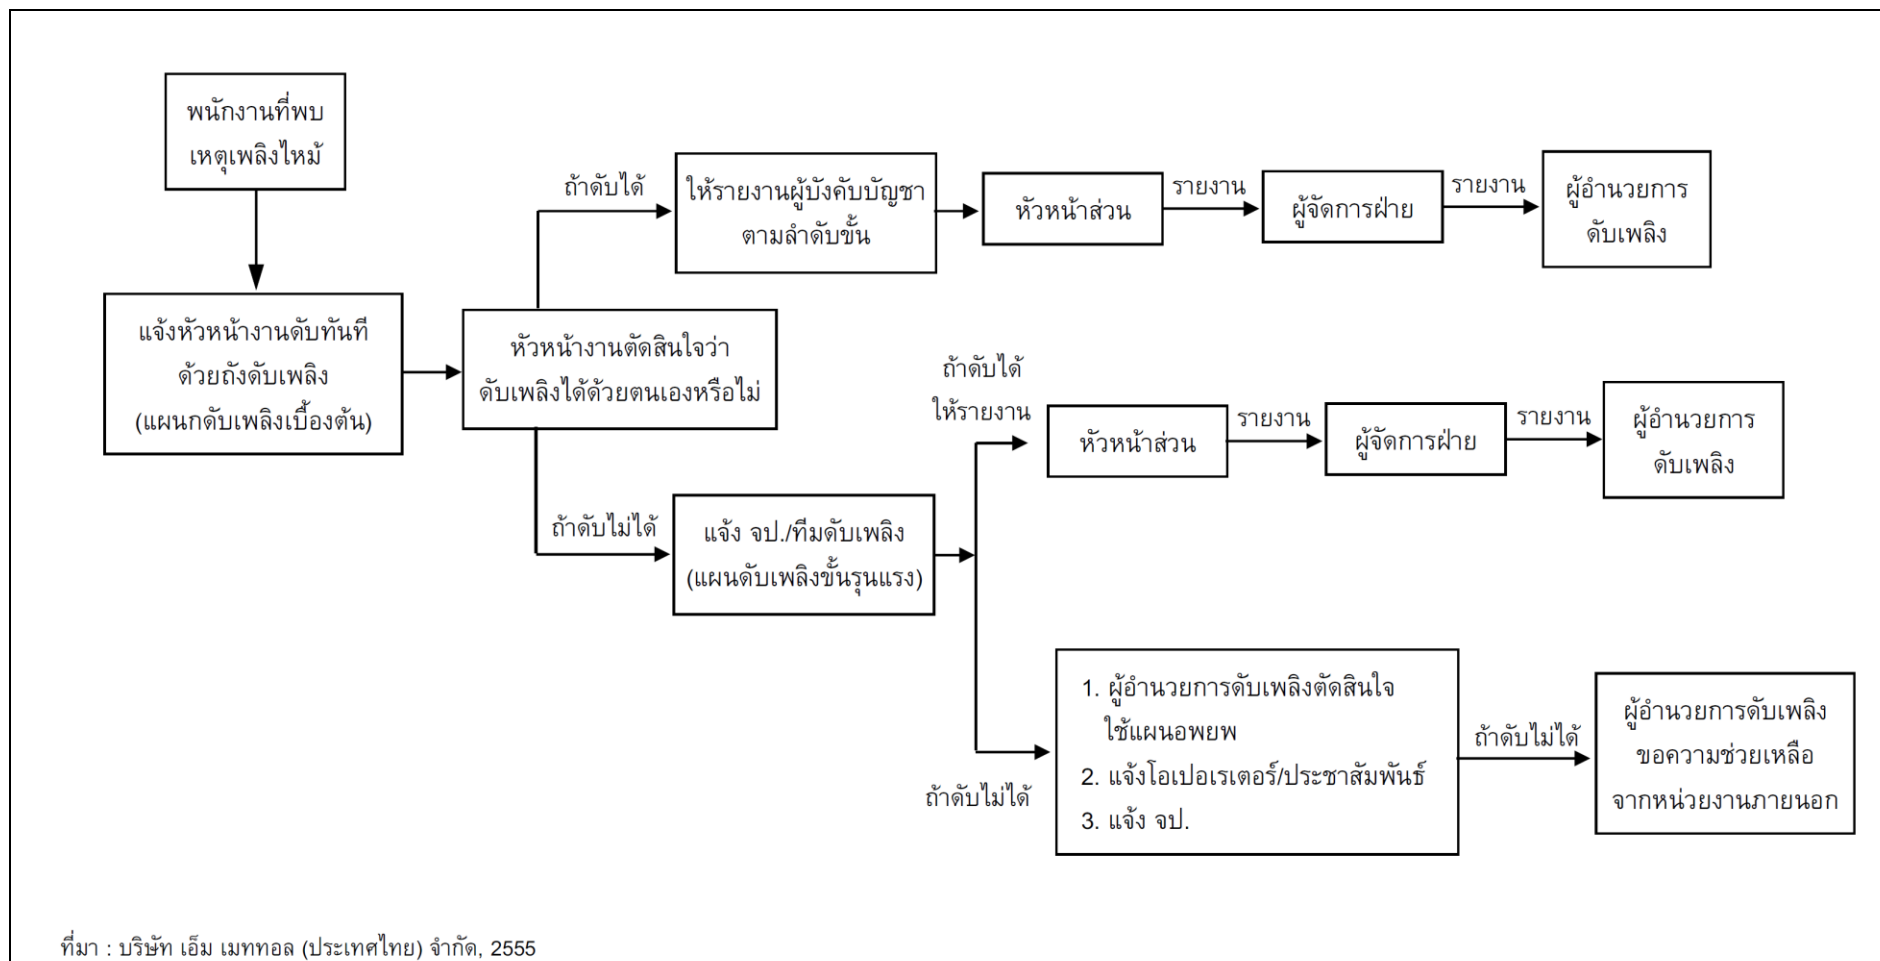 พนักงานที่พบ
เหตุเพลิงไหม้
แจ้งหัวหน้างานดับทันที
ด้วยถังดับเพลิง
(แผนกดับเพลิงเบื้องต้น)
หัวหน้างานตัดสินใจว่า
ดับเพลิงได้ด้วยตนเองหรือไม่
ถ้าดับได้
ให้รายงานผู้บังคับบัญชา
ตามลำดับขั้น
หัวหน้าส่วน
รายงาน
ผู้จัดการฝ่าย
รายงาน
ผู้อำนวยการ
ดับเพลิง
ถ้าดับไม่ได้
แจ้ง จป./ทีมดับเพลิง
(แผนดับเพลิงขั้นรุนแรง)
ถ้าดับได้
ให้รายงาน
หัวหน้าส่วน
รายงาน
ผู้จัดการฝ่าย
รายงาน
ผู้อำนวยการ
ดับเพลิง
ถ้าดับไม่ได้
1. ผู้อำนวยการดับเพลิงตัดสินใจ
ใช้แผนอพยพ
2. แจ้งโอเปอเรเตอร์/ประชาสัมพันธ์
3. แจ้ง จป.
ถ้าดับไม่ได้
ผู้อำนวยการดับเพลิง
ขอความช่วยเหลือ
จากหน่วยงานภายนอก
ที่มา : บริษัท เอ็ม เมททอล (ประเทศไทย) จำกัด, 2555